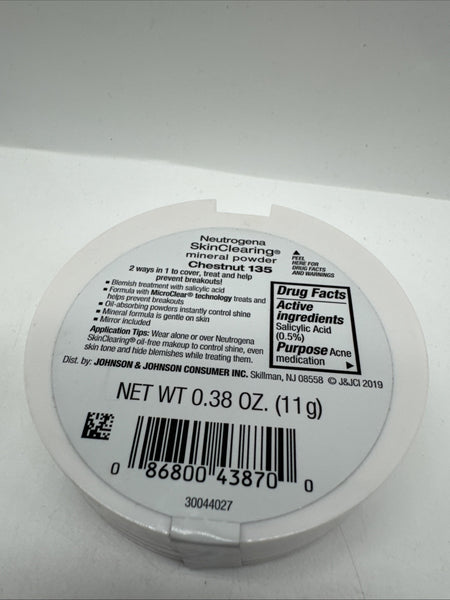 Neutrogena
SkinClearing®
mineral powder
Chestnut 135
2 ways in 1 to cover, treat and help
prevent breakouts!
• Blemish treatment with salicylic acid
• Formula with MicroClear® technology treats and
helps prevent breakouts
• Oil-absorbing powders instantly control shine
• Mineral formula is gentle on skin
• Mirror included
Application Tips: Wear alone or over Neutrogena
SkinClearing® oil-free makeup to control shine, even
skin tone and hide blemishes while treating them.
▲
PEEL
HERE FOR
DRUG FACTS
AND WARNINGS
Drug Facts
Active
ingredients
Salicylic Acid
(0.5%)
Purpose Acne
medication ▶
Dist. by: JOHNSON & JOHNSON CONSUMER INC. Skillman, NJ 08558 © J&JCI 2019
NET WT 0.38 OZ. (11g)
0 86800 43870 0
30044027